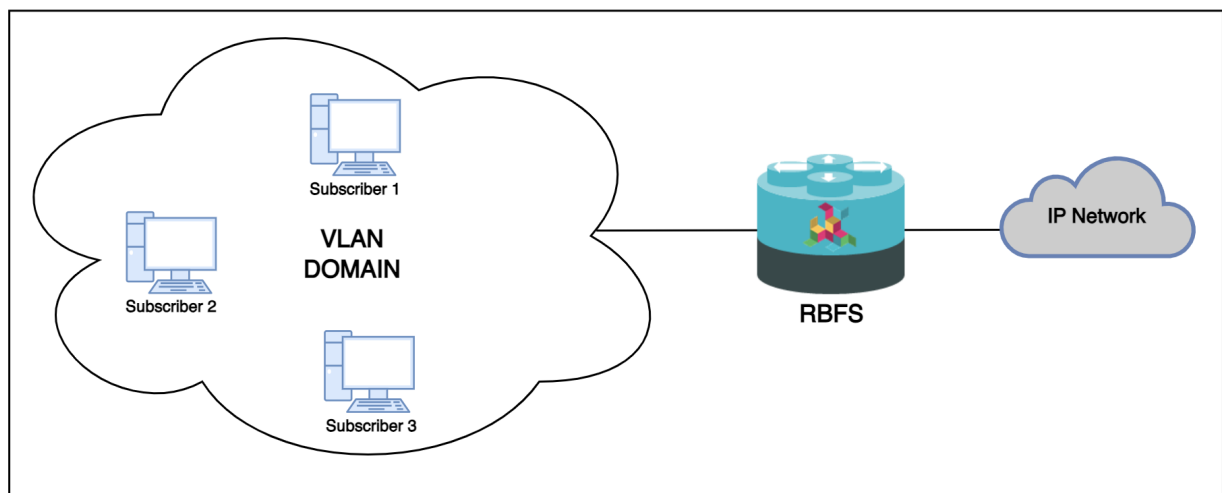 Subscriber 1
Subscriber 2
VLAN
DOMAIN
Subscriber 3
RBFS
IP Network